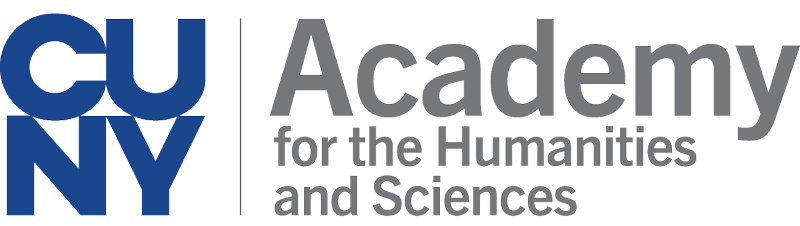 CU
NY
Academy
for the Humanities
and Sciences